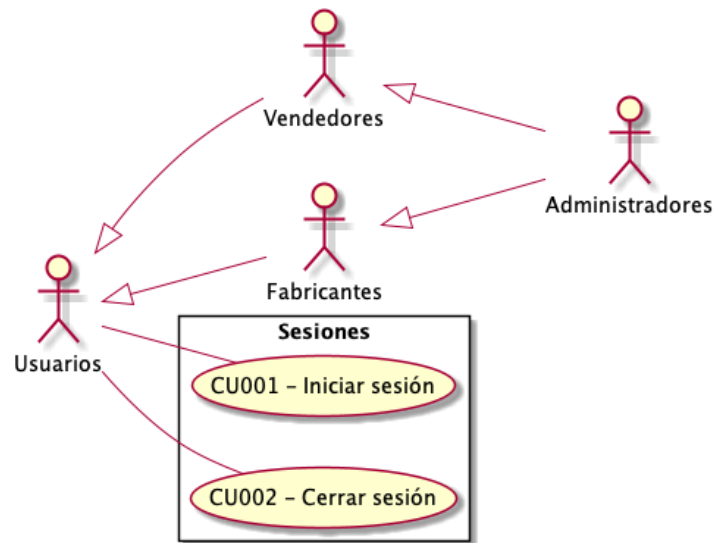 Vendedores
Administradores
Fabricantes
Usuarios
Sesiones
CU001 – Iniciar sesión
CU002 – Cerrar sesión